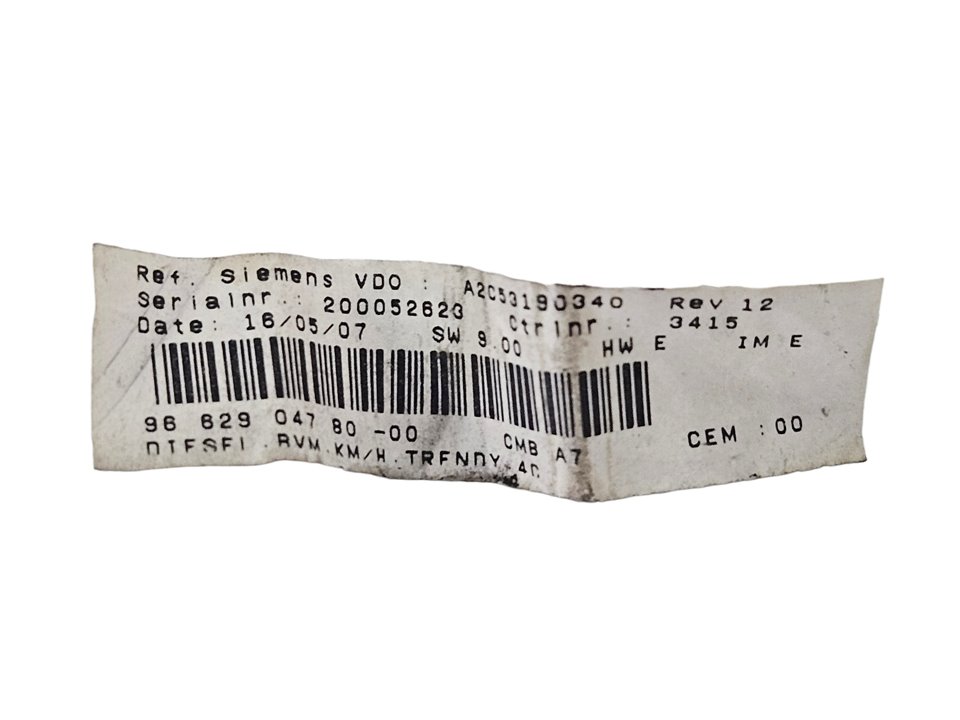 Ref. Siemens VDO : A2C53190340 Rev 12
Serialnr.: 200052623 Ctrlnr.: 3415
Date: 16/05/07 SW 9.00 HW E IM E
96 629 047 80 -00 CMB A7 CEM :00
DIESEL.BVM.KM/H.TRENDY.4D